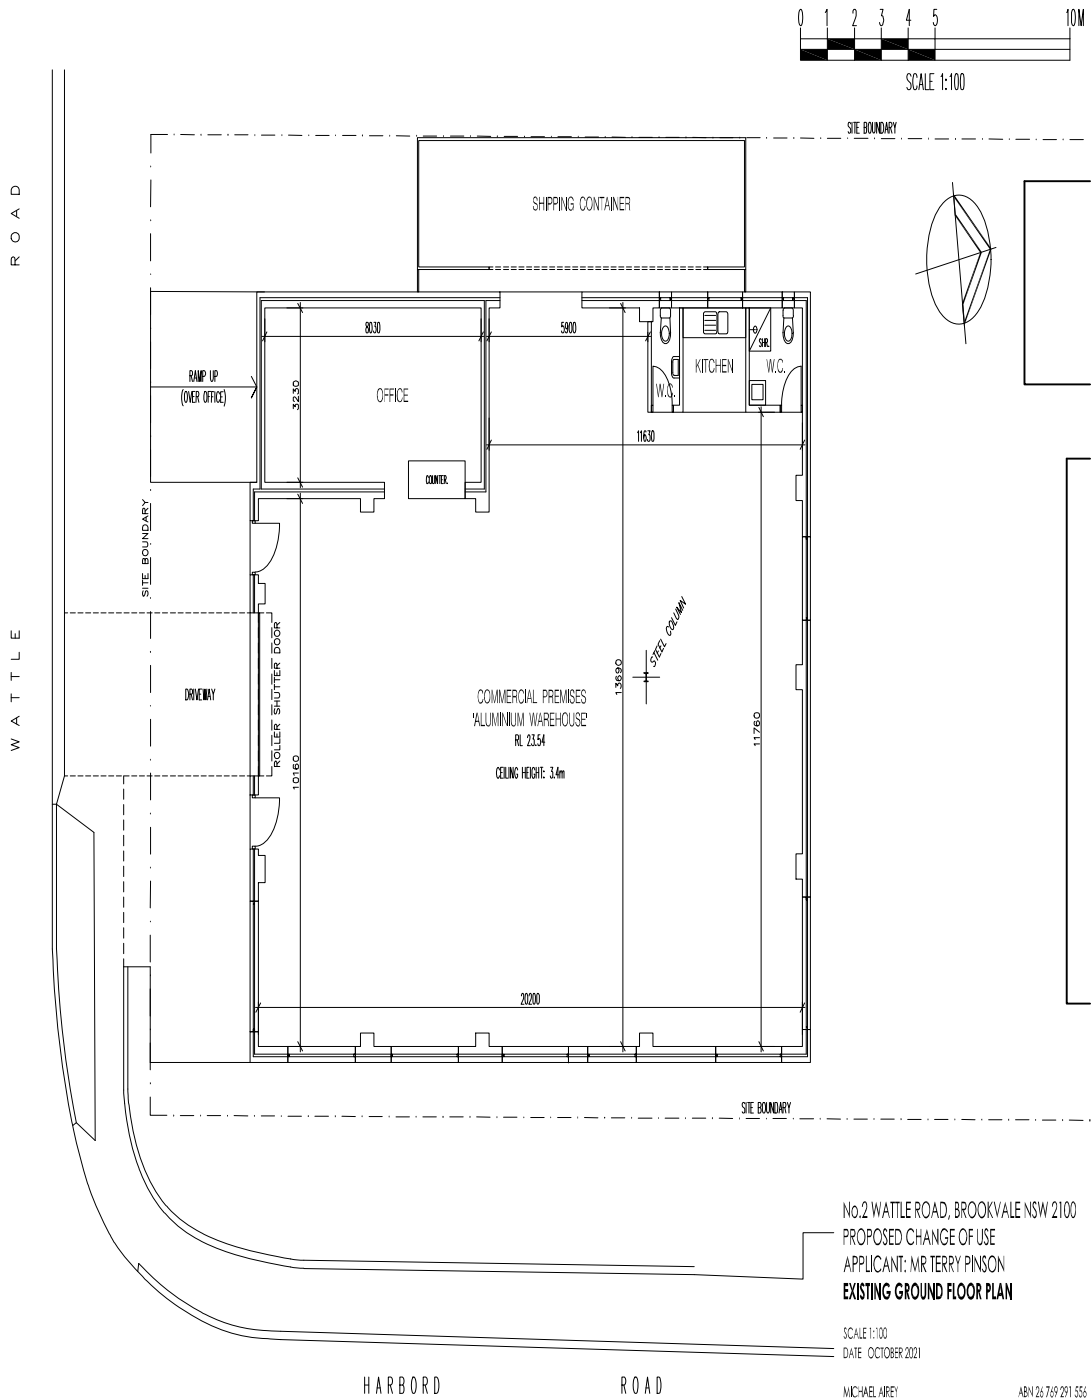 0 1 2 3 4 5 10M
SCALE 1:100
SITE BOUNDARY
SHIPPING CONTAINER
WATTLE ROAD
8030
5900
RAMP UP
(OVER OFFICE)
3230
OFFICE
W.C.
KITCHEN
SHR.
W.C.
11630
COUNTER.
SITE BOUNDARY
STEEL COLUMN
DRIVEWAY
ROLLER SHUTTER DOOR
10160
COMMERCIAL PREMISES
'ALUMINIUM WAREHOUSE'
RL 23.54
CEILING HEIGHT: 3.4m
13690
11760
20200
SITE BOUNDARY
No.2 WATTLE ROAD, BROOKVALE NSW 2100
PROPOSED CHANGE OF USE
APPLICANT: MR TERRY PINSON
EXISTING GROUND FLOOR PLAN
SCALE 1:100
DATE OCTOBER 2021
HARBORD ROAD
MICHAEL AIREY
ABN 26 769 291 556